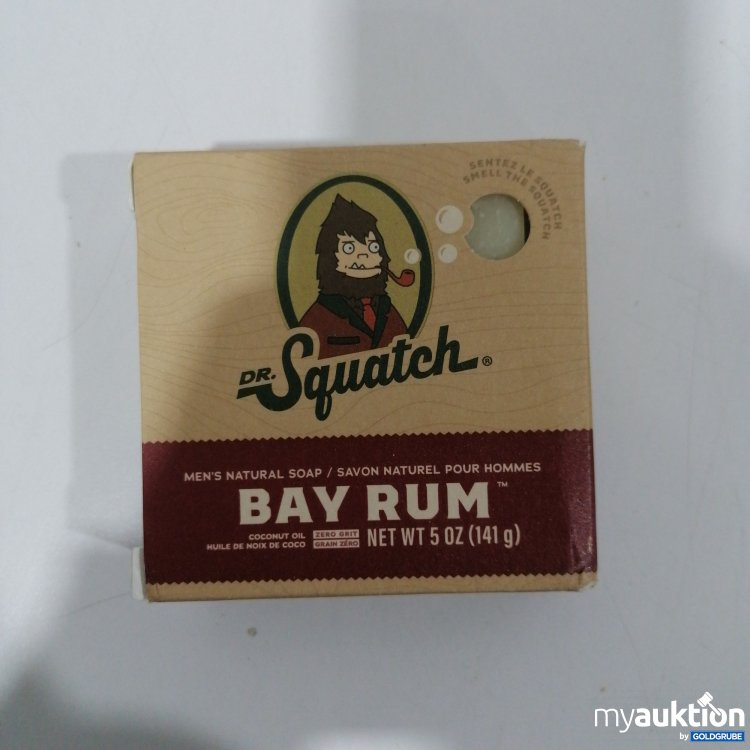 SENTEZ LE SQUATCH
SMELL THE SQUATCH
DR. Squatch®
MEN'S NATURAL SOAP / SAVON NATUREL POUR HOMMES
BAY RUM™
COCONUT OIL ZERO GRIT
HUILE DE NOIX DE COCO GRAIN ZÉRO
NET WT 5 OZ (141 g)
myauktion
by GOLDGRUBE